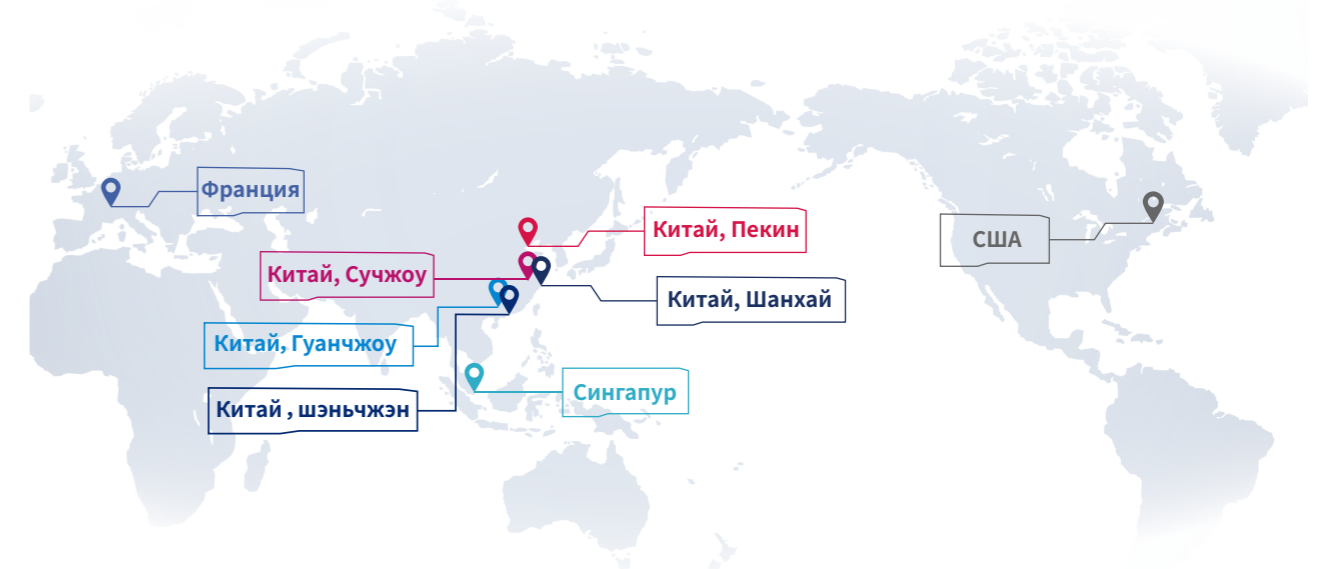 Франция
Китай, Пекин
США
Китай, Сучжоу
Китай, Шанхай
Китай, Гуанчжоу
Сингапур
Китай , шэньчжэн